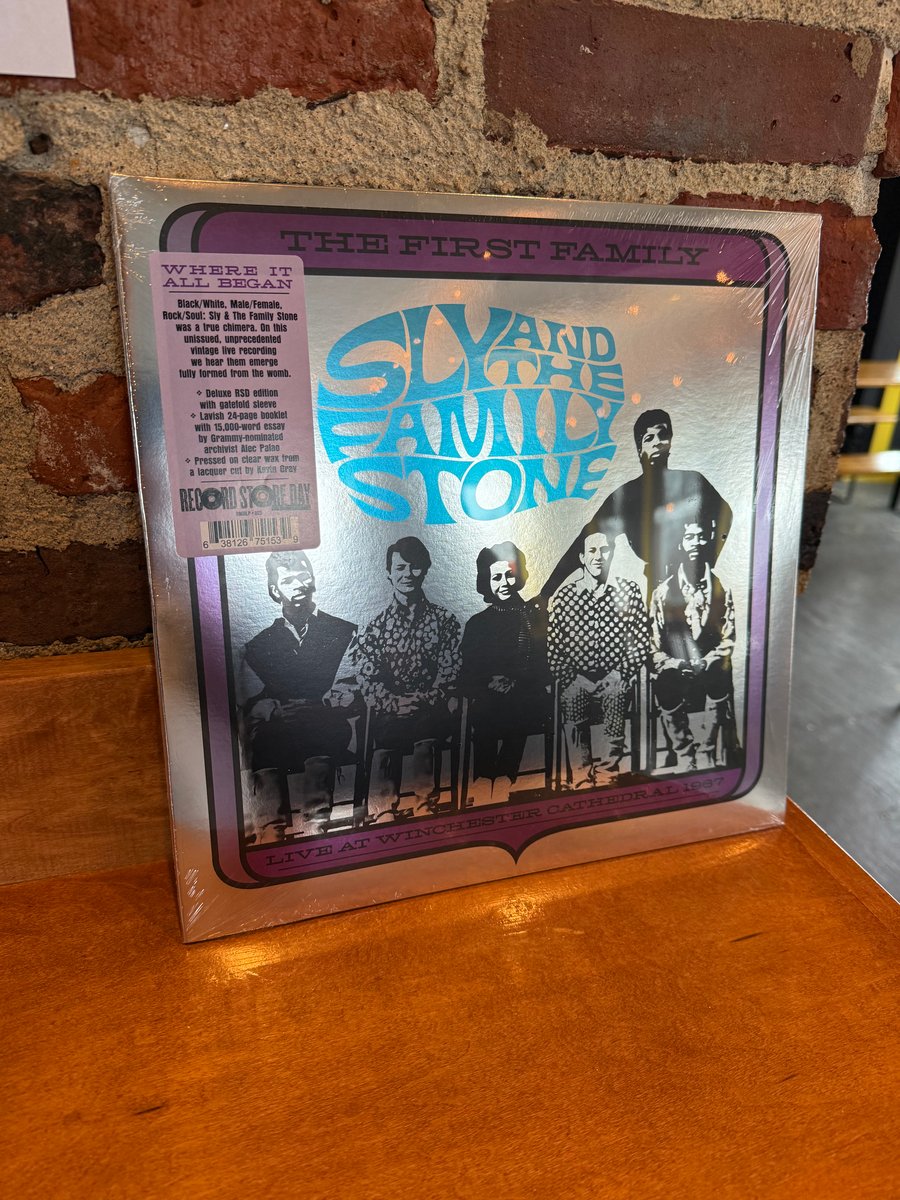 THE FIRST FAMILY
WHERE IT
ALL BEGAN
Black/White, Male/Female,
Rock/Soul: Sly & The Family Stone
was a true chimera. On this
unissued, unprecedented
vintage live recording
we hear them emerge
fully formed from the womb.
❖ Deluxe RSD edition
with gatefold sleeve
❖ Lavish 24-page booklet
with 15,000-word essay
by Grammy-nominated
archivist Alec Palao
❖ Pressed on clear wax from
a lacquer cut by Kevin Gray
RECORD STORE DAY
6 38126 75153 9
SLY AND
THE
FAMILY
STONE
LIVE AT WINCHESTER CATHEDRAL 1967